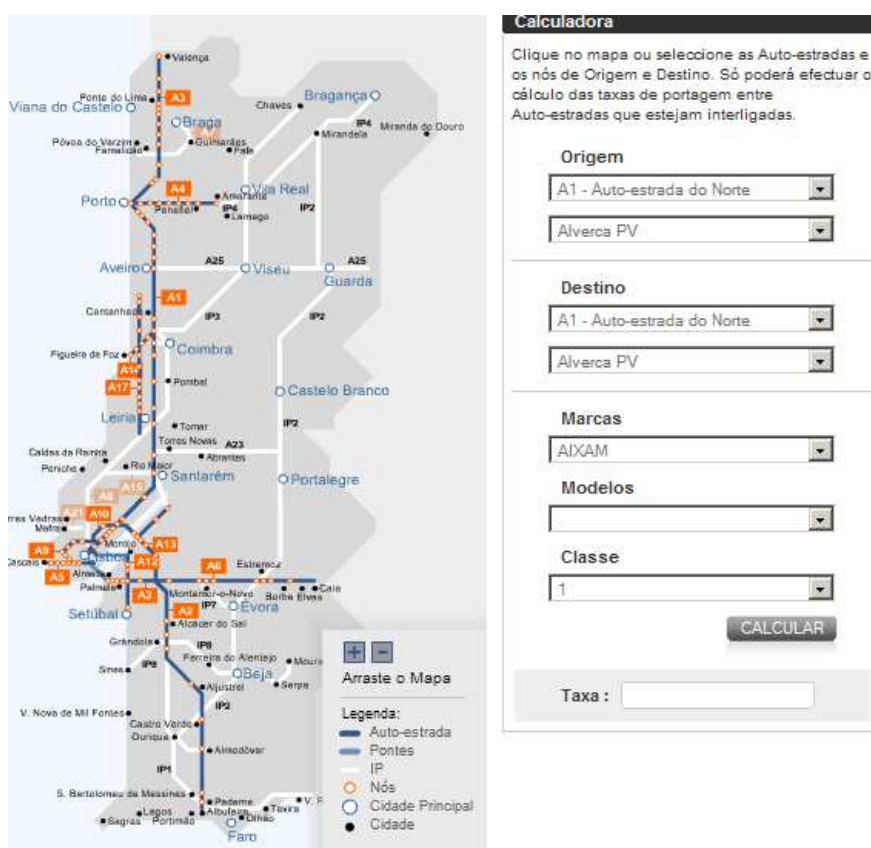 Valença
Ponte do Lima
A3
Viana do Castelo
Braga
Chaves
Bragança
IP4
Miranda do Douro
Mirandela
Póvoa do Varzim
Famalicão
Guimarães
Fafe
A4
Amarante
Vila Real
Porto
Penafiel
IP4
Lamego
IP2
Aveiro
A25
Viseu
A25
Guarda
A1
Cantanhede
IP3
IP2
Figueira da Foz
Coimbra
A14
A17
Pombal
Castelo Branco
Leiria
Tomar
IP2
Torres Novas
A23
Abrantes
Caldas da Rainha
Peniche
Rio Maior
Santarém
Portalegre
A15
A8
A21
A10
Torres Vedras
Mafra
A9
Lisboa
A13
A12
Cascais
A5
Almada
A6
Estremoz
Palmela
A2
Montemor-o-Novo
Borba
Elvas
Caia
Setúbal
A2
IP7
Évora
Alcácer do Sal
Grândola
IP8
Ferreira do Alentejo
Sines
IP8
Beja
Serpa
Aljustrel
V. Nova de Mil Fontes
IP2
Castro Verde
Ourique
Almodôvar
IP1
S. Bartolomeu de Messines
Paderne
Lagos
Albufeira
Tavira
Sagres
Portimão
Olhão
Faro
+ -
Arraste o Mapa
Legenda:
Auto-estrada
Pontes
IP
Nós
Cidade Principal
Cidade
Calculadora
Clique no mapa ou seleccione as Auto-estradas e
os nós de Origem e Destino. Só poderá efectuar o
cálculo das taxas de portagem entre
Auto-estradas que estejam interligadas.
Origem
A1 - Auto-estrada do Norte
Alverca PV
Destino
A1 - Auto-estrada do Norte
Alverca PV
Marcas
AIXAM
Modelos
Classe
1
CALCULAR
Taxa :